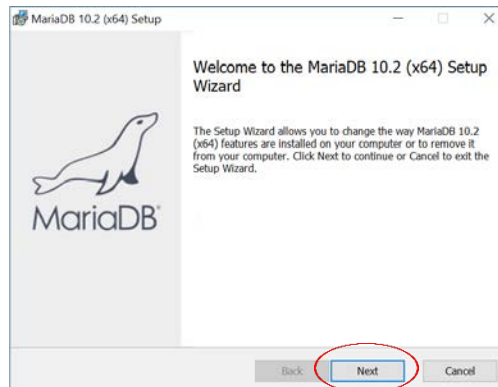 MariaDB 10.2 (x64) Setup
Welcome to the MariaDB 10.2 (x64) Setup
Wizard
The Setup Wizard allows you to change the way MariaDB 10.2
(x64) features are installed on your computer or to remove it
from your computer. Click Next to continue or Cancel to exit the
Setup Wizard.
MariaDB
Back
Next
Cancel